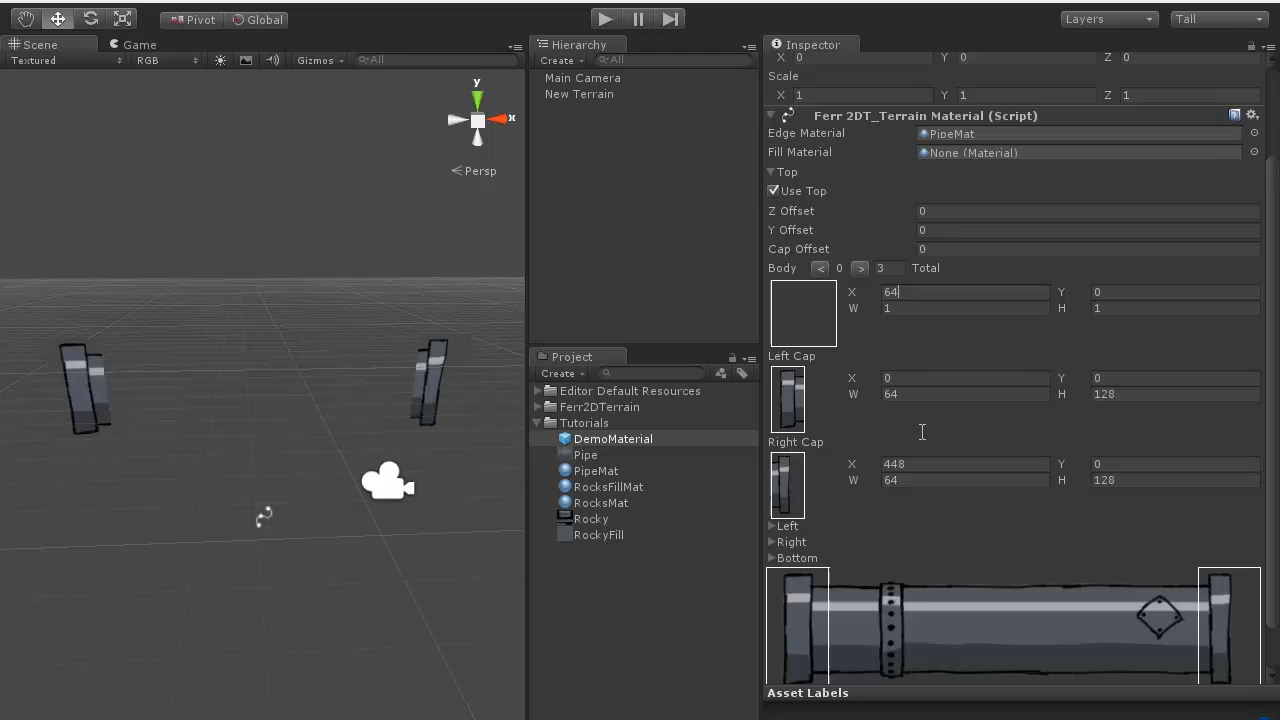 Pivot Global Layers Tall
Scene Game Hierarchy Inspector
Textured RGB Gizmos All Create All X 0 Y 0 Z 0
Scale
Main Camera
X 1 Y 1 Z 1
New Terrain
Ferr 2DT_Terrain Material (Script)
Edge Material PipeMat
Fill Material None (Material)
Top
Use Top
Z Offset 0
Y Offset 0
Cap Offset 0
Body < 0 > 3 Total
X 64 Y 0
W 1 H 1
Left Cap
X 0 Y 0
W 64 H 128
Right Cap
X 448 Y 0
W 64 H 128
Left
Right
Bottom
Asset Labels
y
x
Persp
Project
Create
Editor Default Resources
Ferr2DTerrain
Tutorials
DemoMaterial
Pipe
PipeMat
RocksFillMat
RocksMat
Rocky
RockyFill